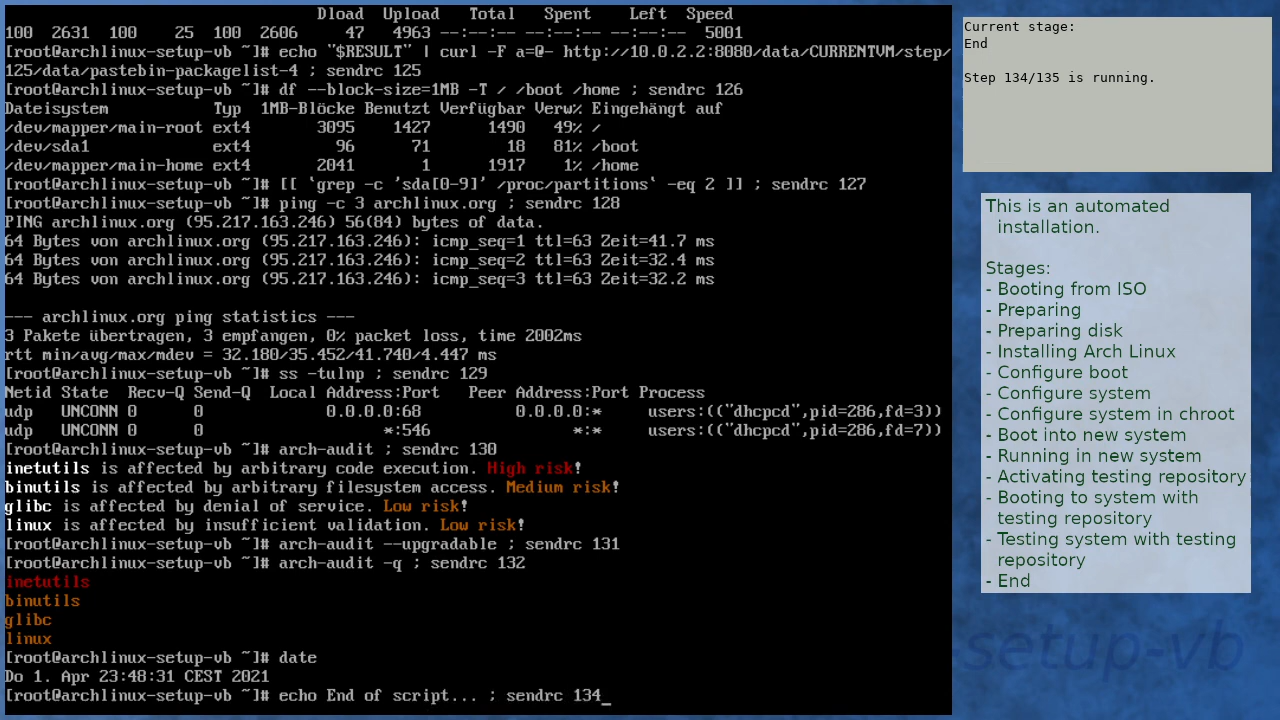 Dload  Upload   Total   Spent    Left  Speed
100  2631  100    25  100  2606     47   4963 --:--:-- --:--:-- --:--:--  5001
[root@archlinux-setup-vb ~]# echo "$RESULT" | curl -F a=@- http://10.0.2.2:8080/data/CURRENTVM/step/
125/data/pastebin-packagelist-4 ; sendrc 125
[root@archlinux-setup-vb ~]# df --block-size=1MB -T / /boot /home ; sendrc 126
Dateisystem           Typ  1MB-Blöcke Benutzt Verfügbar Verw% Eingehängt auf
/dev/mapper/main-root ext4       3095    1427      1490   49% /
/dev/sda1             ext4         96      71        18   81% /boot
/dev/mapper/main-home ext4       2041       1      1917    1% /home
[root@archlinux-setup-vb ~]# [[ `grep -c 'sda[0-9]' /proc/partitions` -eq 2 ]] ; sendrc 127
[root@archlinux-setup-vb ~]# ping -c 3 archlinux.org ; sendrc 128
PING archlinux.org (95.217.163.246) 56(84) bytes of data.
64 Bytes von archlinux.org (95.217.163.246): icmp_seq=1 ttl=63 Zeit=41.7 ms
64 Bytes von archlinux.org (95.217.163.246): icmp_seq=2 ttl=63 Zeit=32.4 ms
64 Bytes von archlinux.org (95.217.163.246): icmp_seq=3 ttl=63 Zeit=32.2 ms
--- archlinux.org ping statistics ---
3 Pakete übertragen, 3 empfangen, 0% packet loss, time 2002ms
rtt min/avg/max/mdev = 32.180/35.452/41.740/4.447 ms
[root@archlinux-setup-vb ~]# ss -tulnp ; sendrc 129
Netid State  Recv-Q Send-Q  Local Address:Port   Peer Address:Port Process
udp   UNCONN 0      0             0.0.0.0:68          0.0.0.0:*     users:(("dhcpcd",pid=286,fd=3))
udp   UNCONN 0      0                   *:546               *:*     users:(("dhcpcd",pid=286,fd=7))
[root@archlinux-setup-vb ~]# arch-audit ; sendrc 130
inetutils is affected by arbitrary code execution. High risk!
binutils is affected by arbitrary filesystem access. Medium risk!
glibc is affected by denial of service. Low risk!
linux is affected by insufficient validation. Low risk!
[root@archlinux-setup-vb ~]# arch-audit --upgradable ; sendrc 131
[root@archlinux-setup-vb ~]# arch-audit -q ; sendrc 132
inetutils
binutils
glibc
linux
[root@archlinux-setup-vb ~]# date
Do 1. Apr 23:48:31 CEST 2021
[root@archlinux-setup-vb ~]# echo End of script... ; sendrc 134_
Current stage:
End
Step 134/135 is running.
This is an automated
installation.
Stages:
- Booting from ISO
- Preparing
- Preparing disk
- Installing Arch Linux
- Configure boot
- Configure system
- Configure system in chroot
- Boot into new system
- Running in new system
- Activating testing repository
- Booting to system with
testing repository
- Testing system with testing
repository
- End
-setup-vb